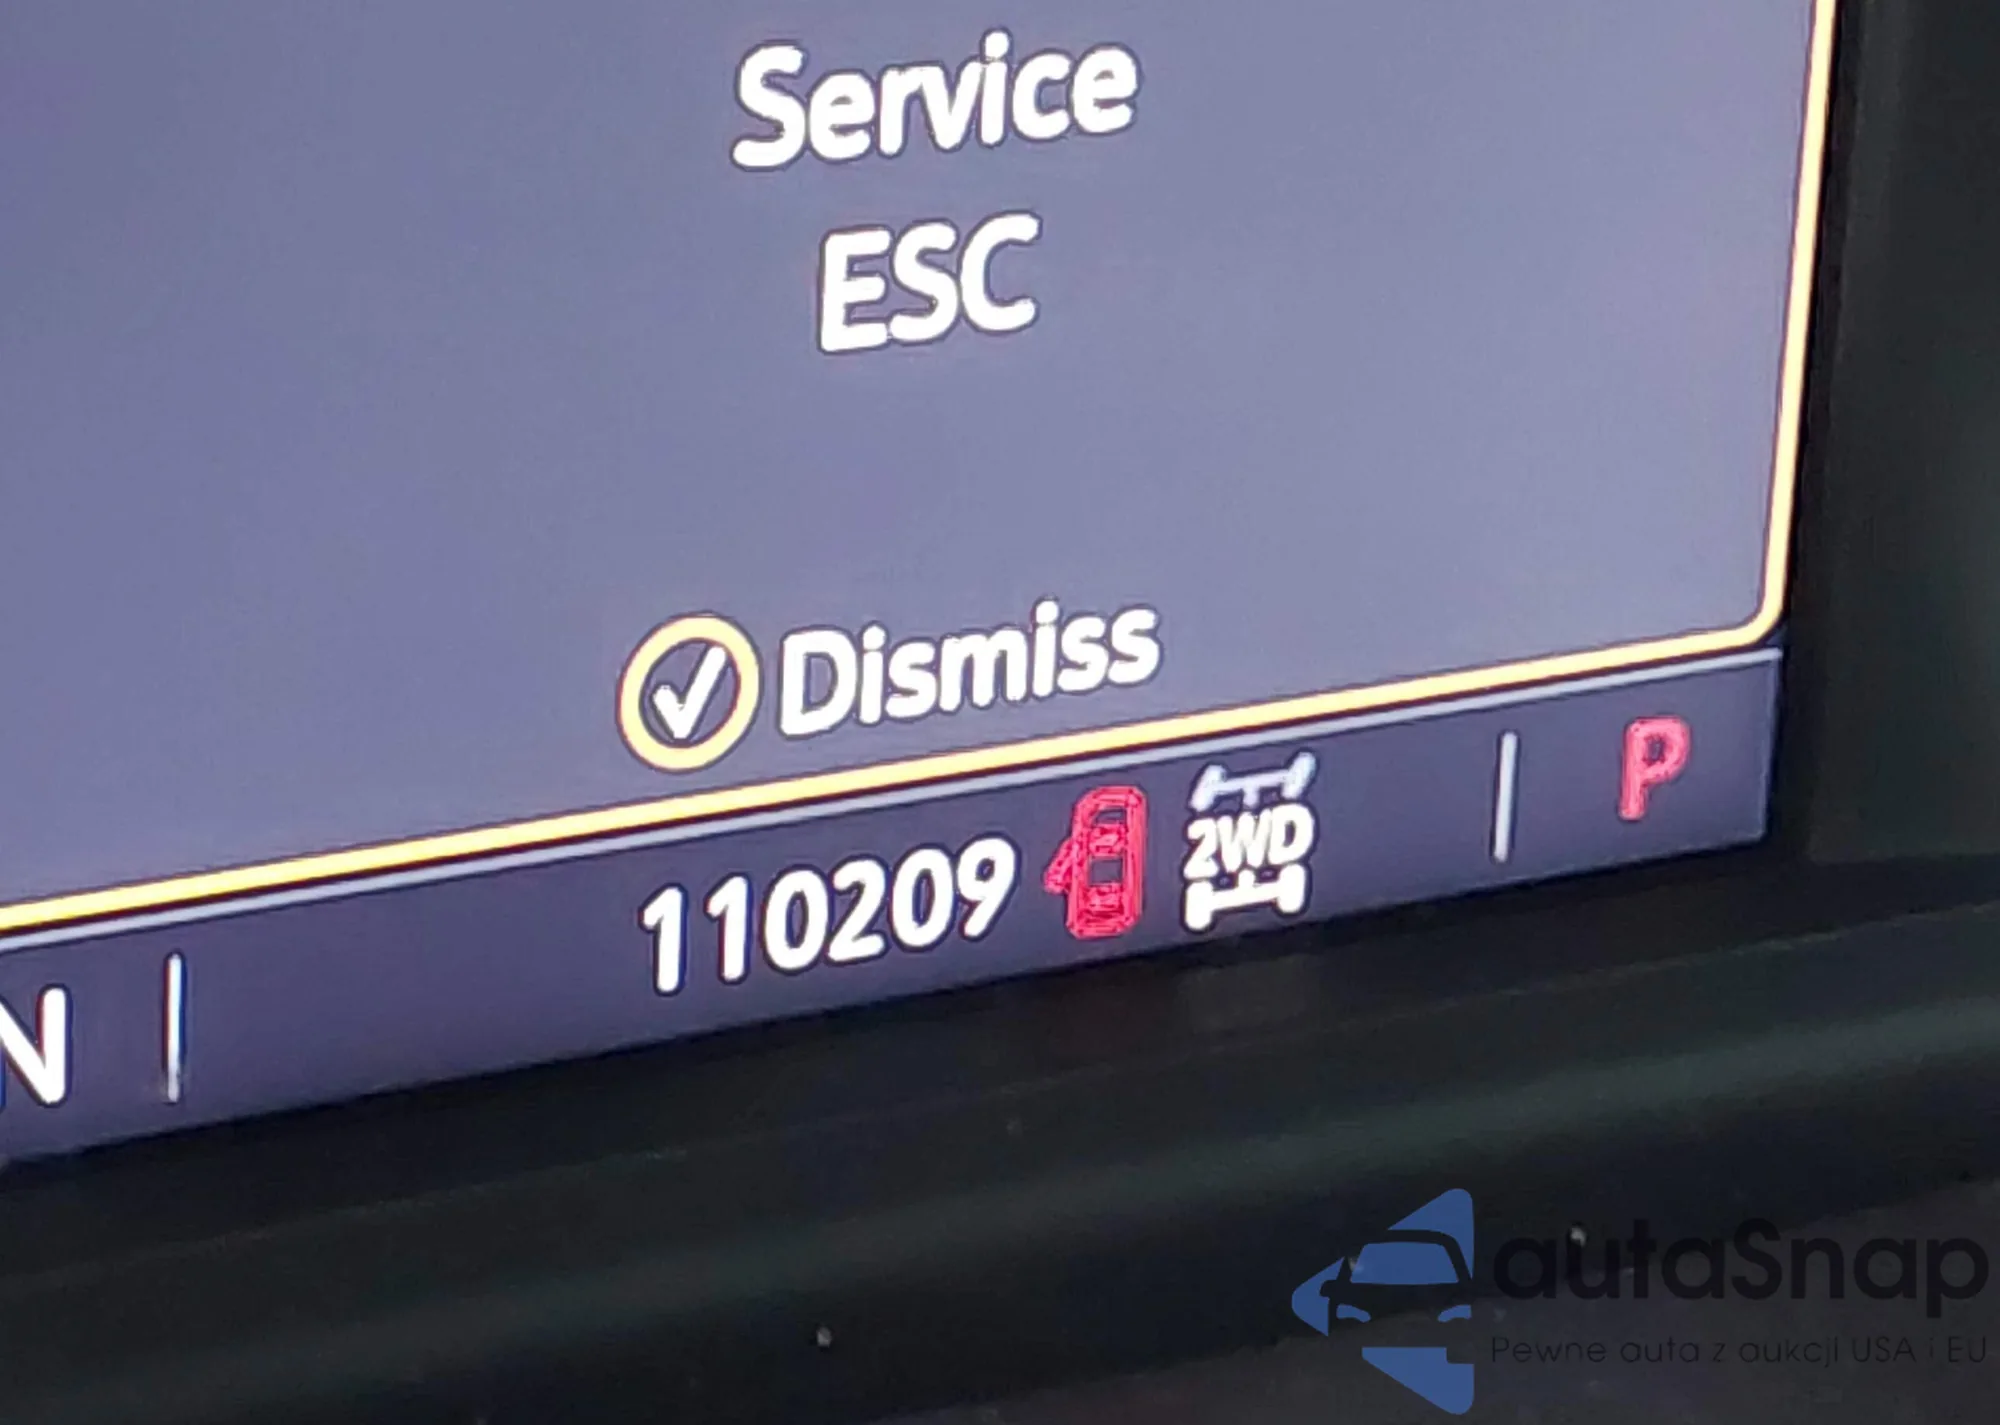 Service
ESC
Dismiss
110209
2WD
P
N
autaSnap
Pewne auta z aukcji USA i EU